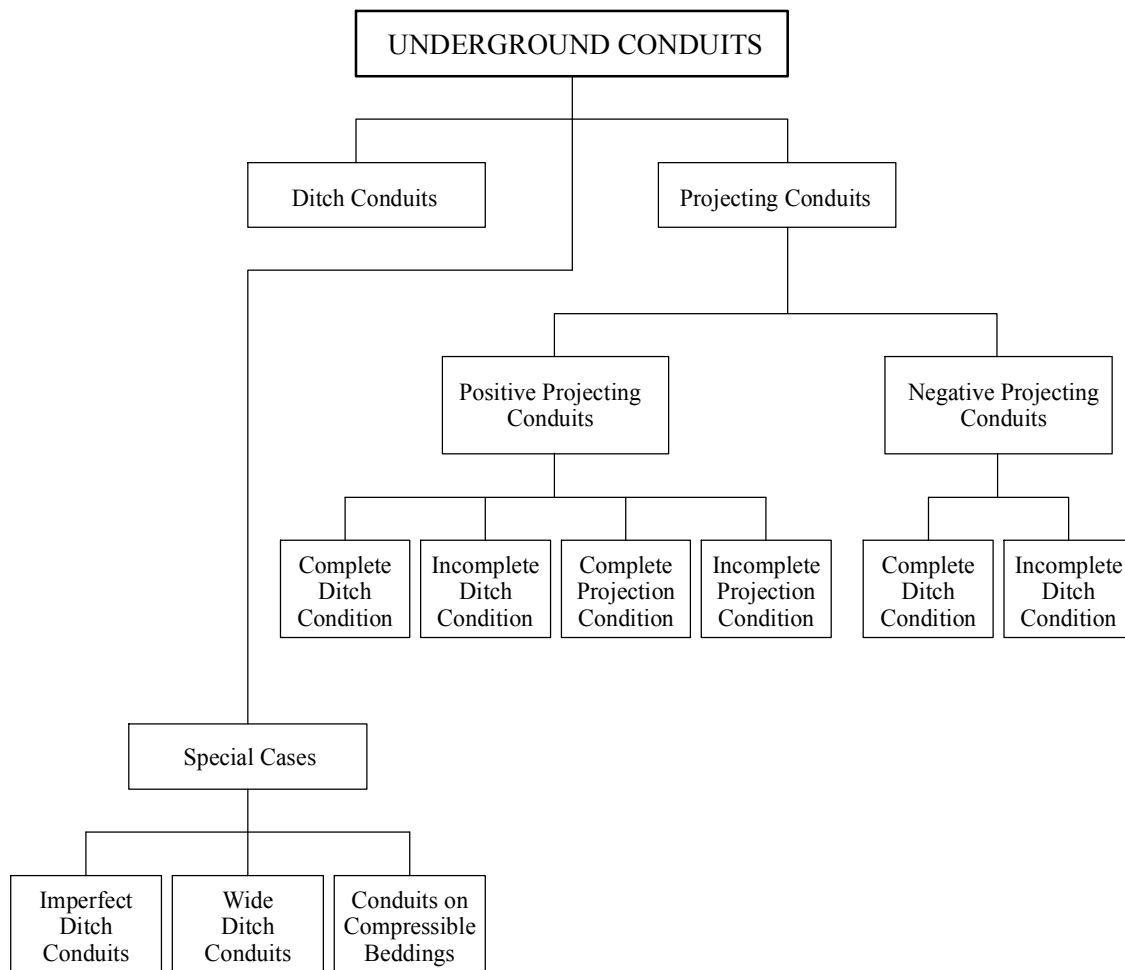 UNDERGROUND CONDUITS
Ditch Conduits
Projecting Conduits
Positive Projecting
Conduits
Negative Projecting
Conduits
Complete
Ditch
Condition
Incomplete
Ditch
Condition
Complete
Projection
Condition
Incomplete
Projection
Condition
Complete
Ditch
Condition
Incomplete
Ditch
Condition
Special Cases
Imperfect
Ditch
Conduits
Wide
Ditch
Conduits
Conduits on
Compressible
Beddings